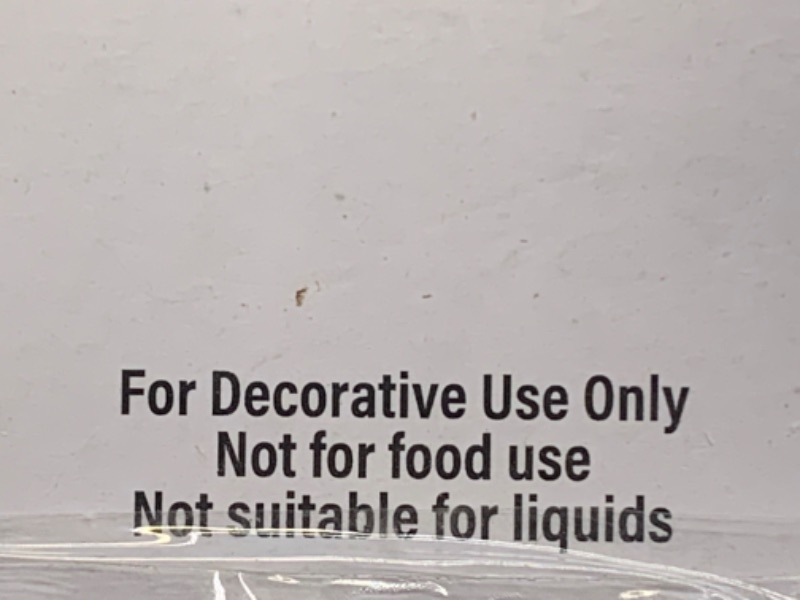 For Decorative Use Only
Not for food use
Not suitable for liquids